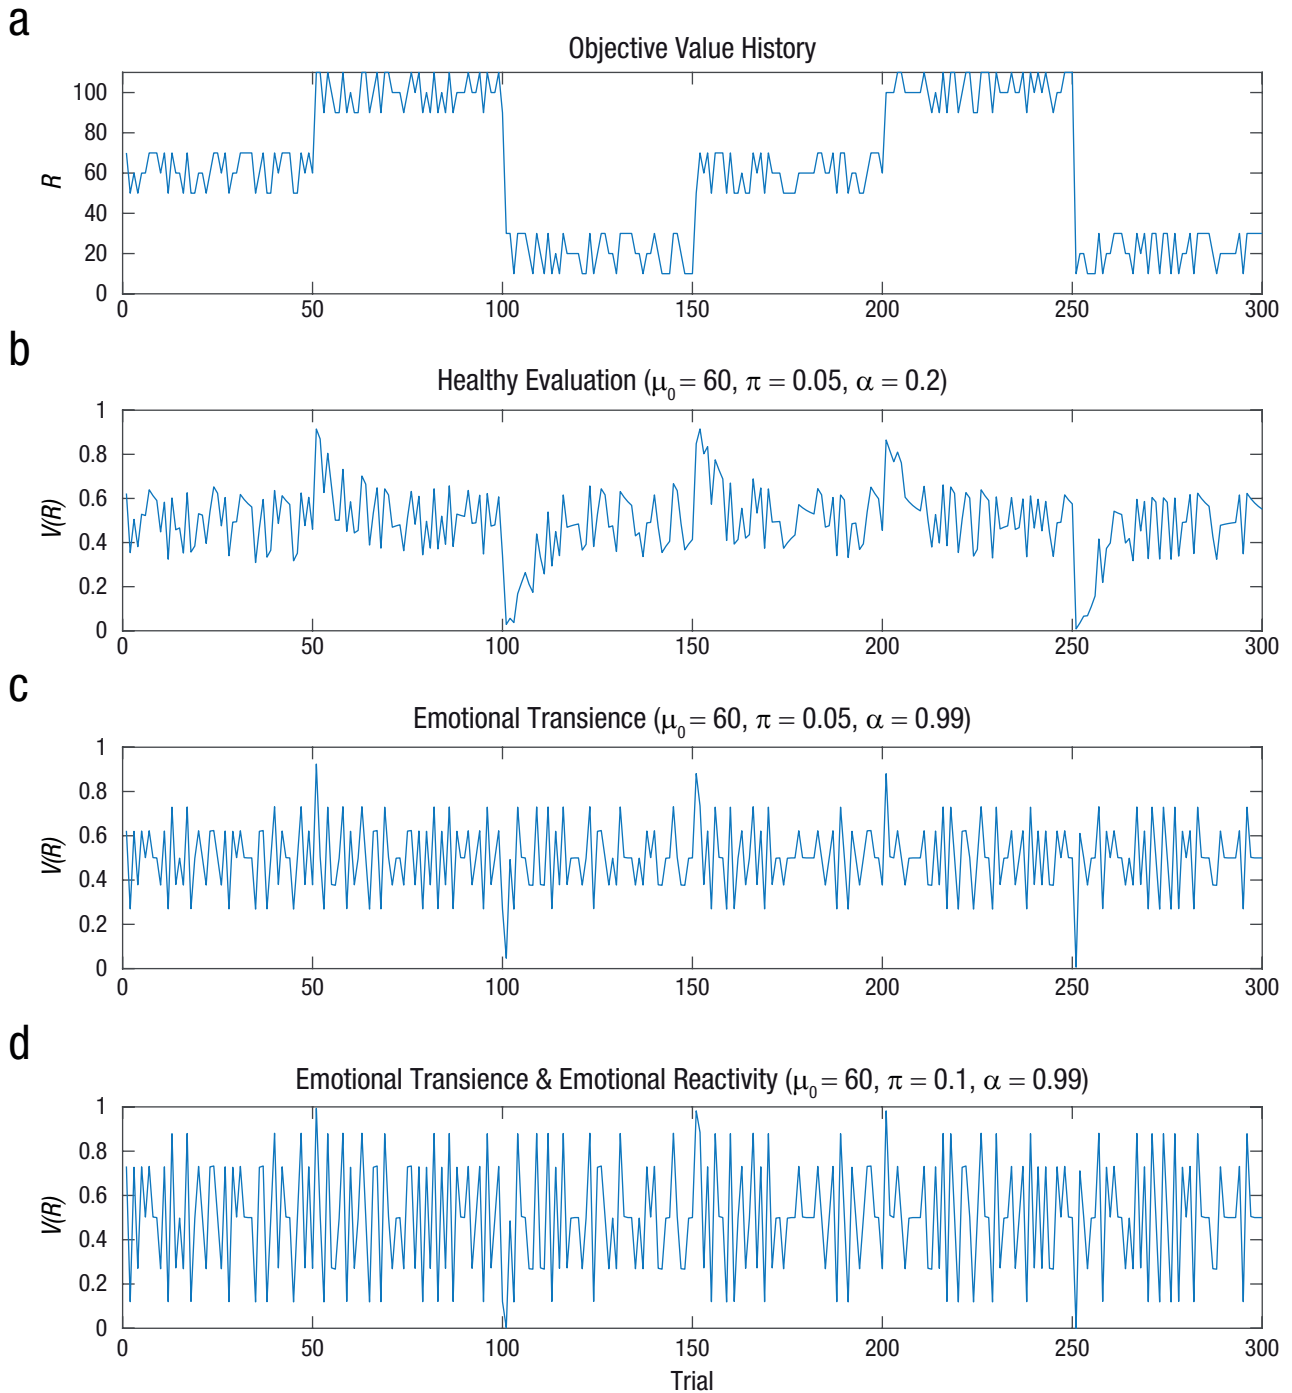 a
Objective Value History
R
100
80
60
40
20
0
0 50 100 150 200 250 300
b
Healthy Evaluation (μ0 = 60, π = 0.05, α = 0.2)
V(R)
1
0.8
0.6
0.4
0.2
0
0 50 100 150 200 250 300
c
Emotional Transience (μ0 = 60, π = 0.05, α = 0.99)
V(R)
1
0.8
0.6
0.4
0.2
0
0 50 100 150 200 250 300
d
Emotional Transience & Emotional Reactivity (μ0 = 60, π = 0.1, α = 0.99)
V(R)
1
0.8
0.6
0.4
0.2
0
0 50 100 150 200 250 300
Trial